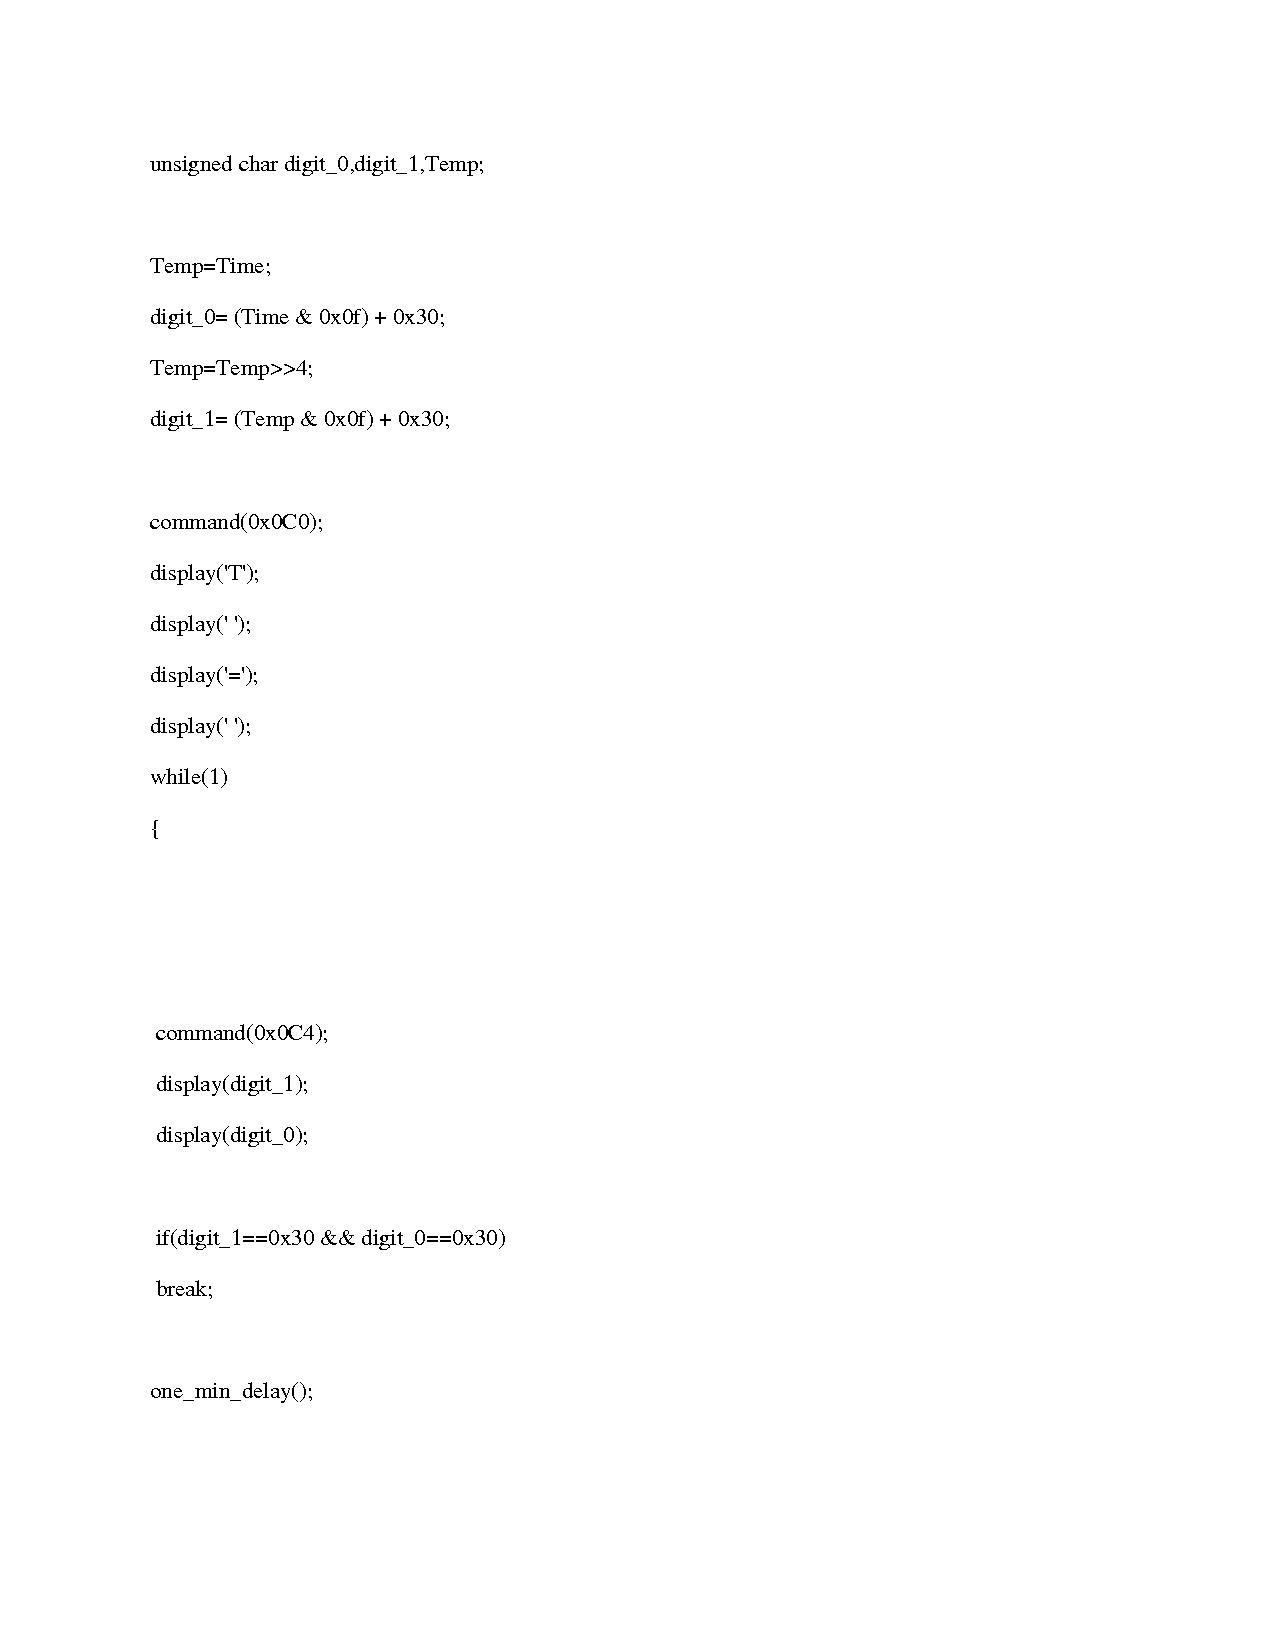 unsigned char digit_0,digit_1,Temp;
Temp=Time;
digit_0= (Time & 0x0f) + 0x30;
Temp=Temp>>4;
digit_1= (Temp & 0x0f) + 0x30;
command(0x0C0);
display('T');
display(' ');
display('=');
display(' ');
while(1)
{
command(0x0C4);
display(digit_1);
display(digit_0);
if(digit_1==0x30 && digit_0==0x30)
break;
one_min_delay();